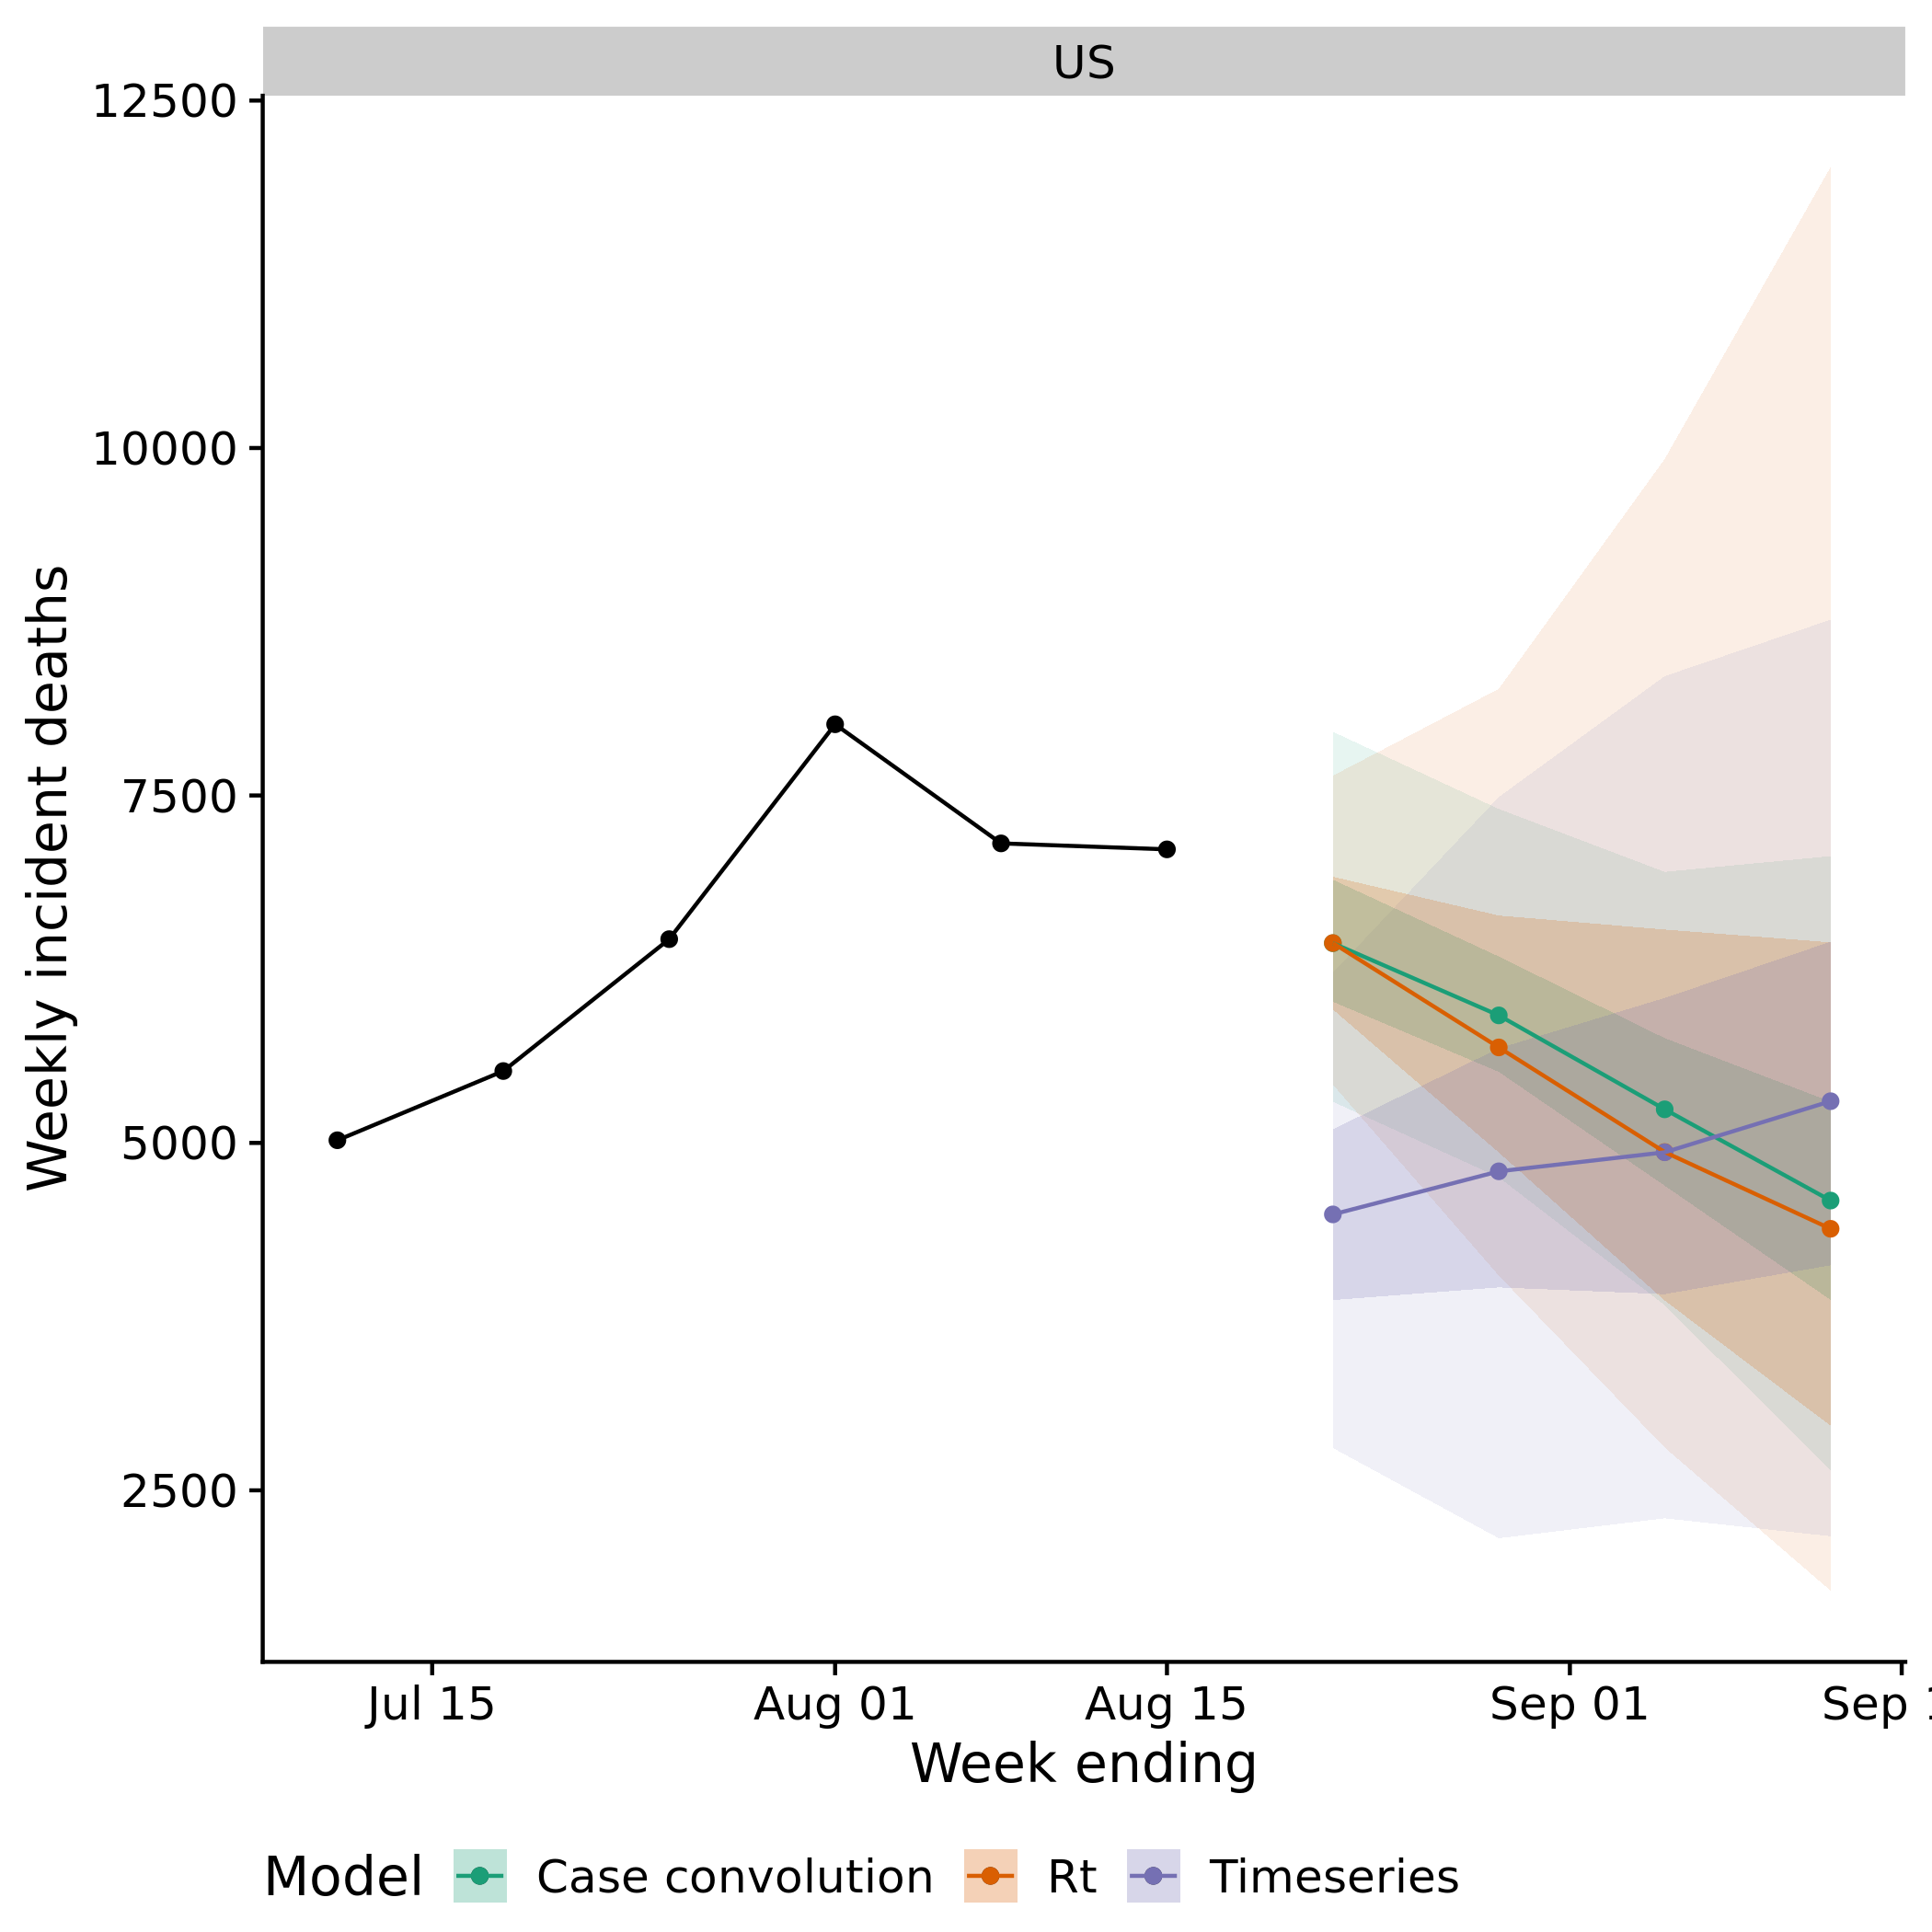 US
12500
10000
7500
5000
2500
Weekly incident deaths
Jul 15 Aug 01 Aug 15 Sep 01 Sep
Week ending
Model Case convolution Rt Timeseries